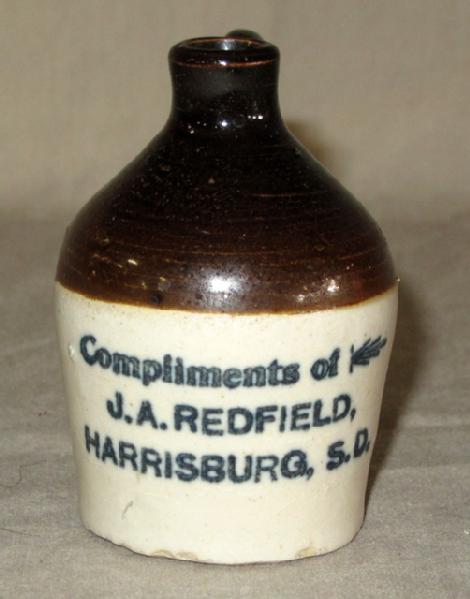 Compliments of
J.A. REDFIELD,
HARRISBURG, S.D.